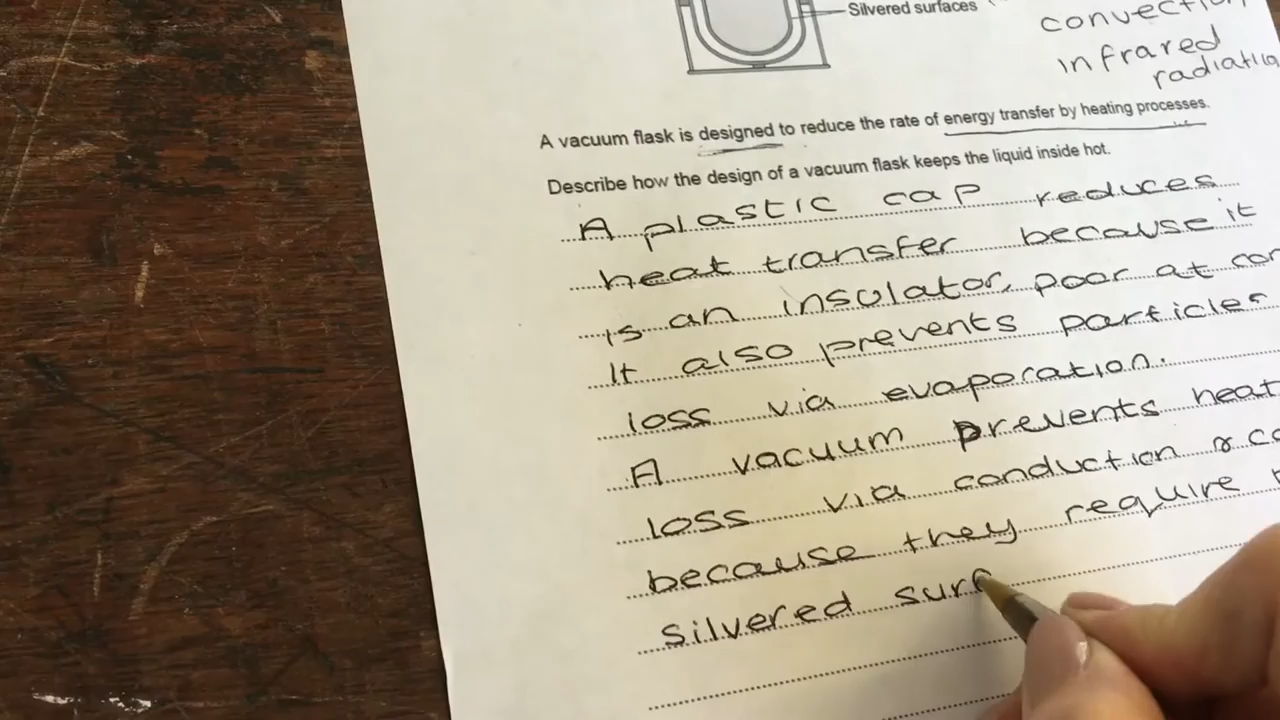 Silvered surfaces
convection
infrared
radiation
A vacuum flask is designed to reduce the rate of energy transfer by heating processes.
Describe how the design of a vacuum flask keeps the liquid inside hot.
A plastic cap reduces
heat transfer because it
is an insulator, poor at
It also prevents particles
loss via evaporation.
A vacuum prevents heat
loss via conduction &
because they require
silvered surf